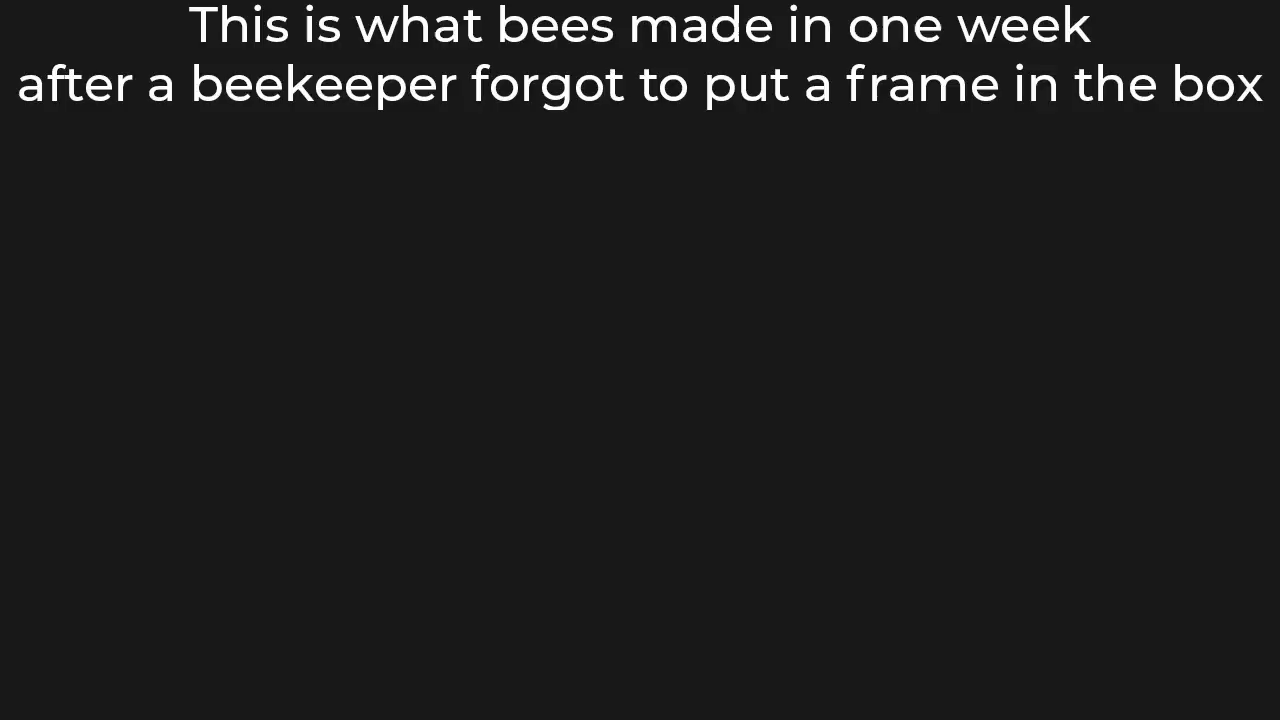 This is what bees made in one week
after a beekeeper forgot to put a frame in the box